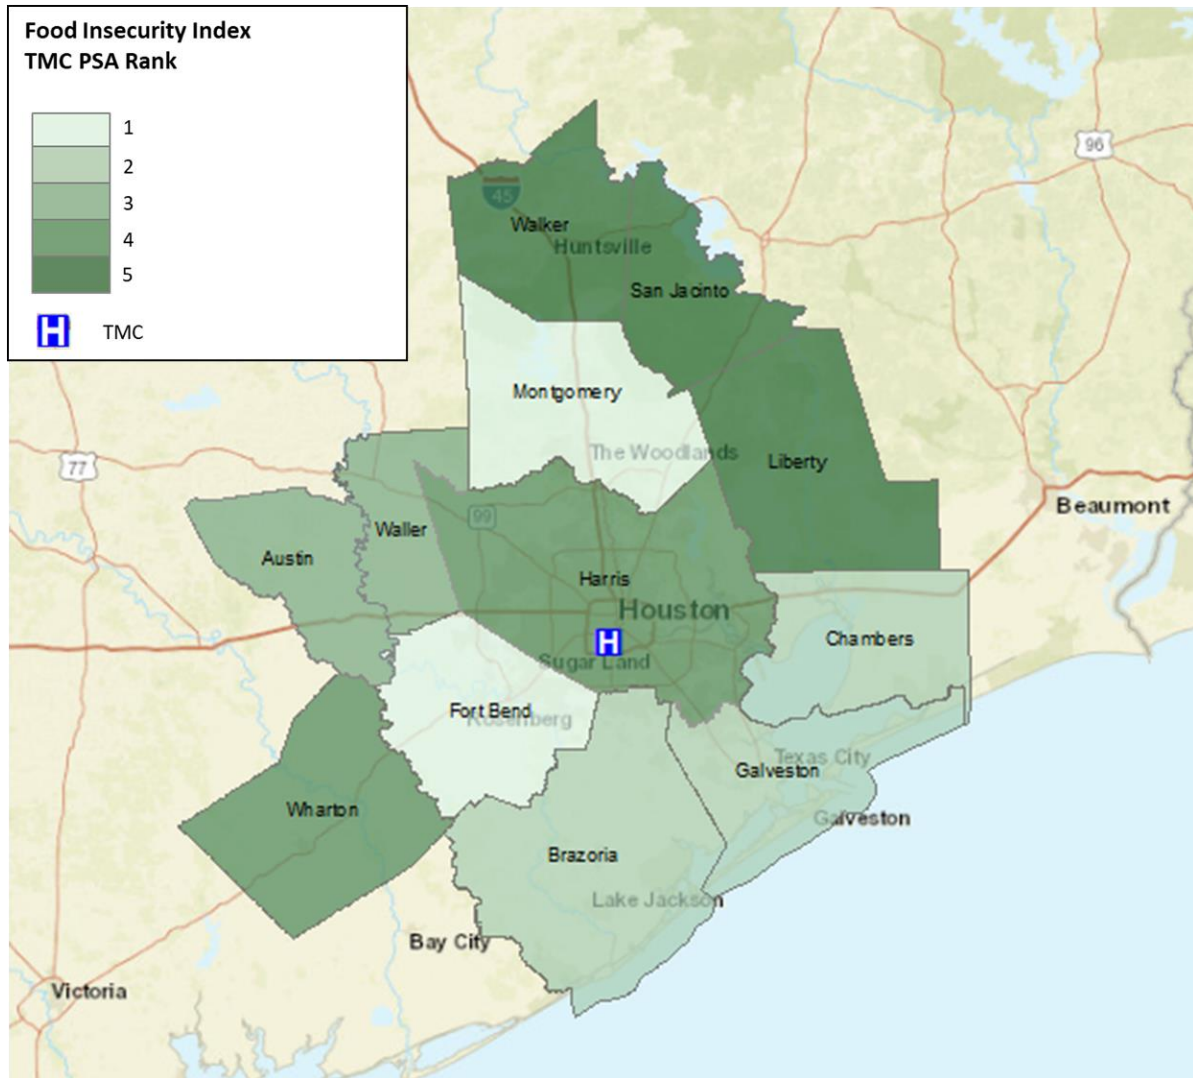 Food Insecurity Index
TMC PSA Rank
1
2
3
4
5
H TMC
45
96
Walker
Huntsville
San Jacinto
Montgomery
The Woodlands
77
Liberty
99
Beaumont
Waller
Austin
Harris
Houston
H
Chambers
Sugar Land
Fort Bend
Rosenberg
Texas City
Galveston
Wharton
Galveston
Brazoria
Lake Jackson
Bay City
Victoria